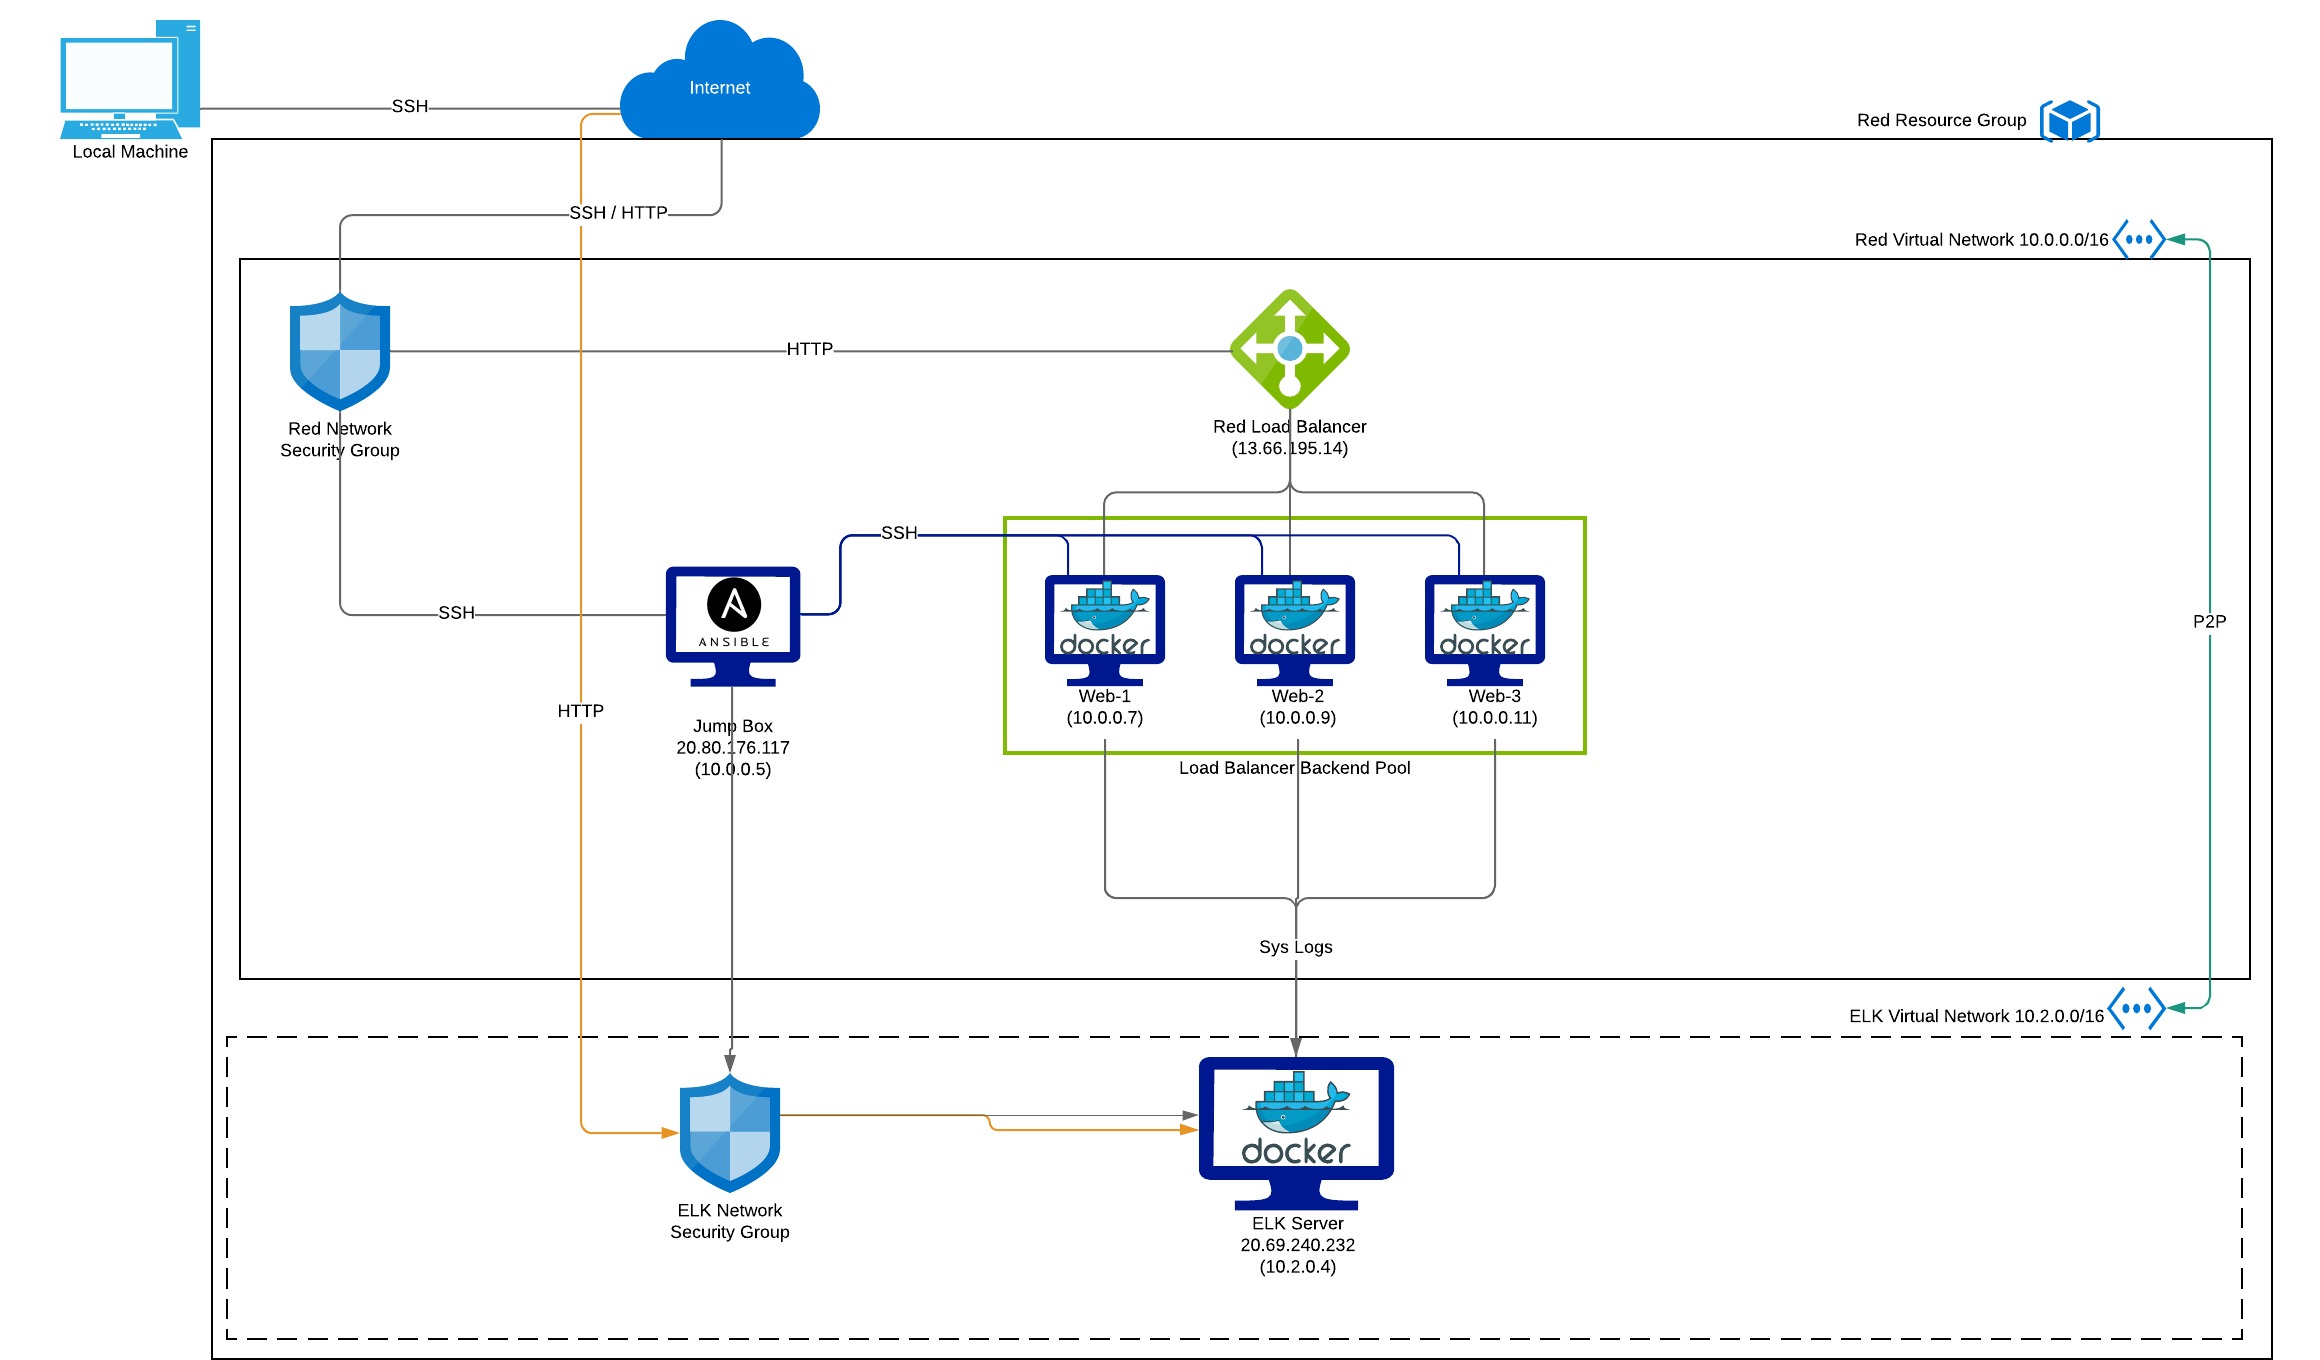 Internet
SSH
Local Machine
Red Resource Group
SSH / HTTP
Red Virtual Network 10.0.0.0/16
HTTP
Red Network
Security Group
Red Load Balancer
(13.66.195.14)
SSH
SSH
ANSIBLE
docker
docker
docker
P2P
Web-1
(10.0.0.7)
Web-2
(10.0.0.9)
Web-3
(10.0.0.11)
HTTP
Jump Box
20.80.176.117
(10.0.0.5)
Load Balancer Backend Pool
Sys Logs
ELK Virtual Network 10.2.0.0/16
docker
ELK Network
Security Group
ELK Server
20.69.240.232
(10.2.0.4)